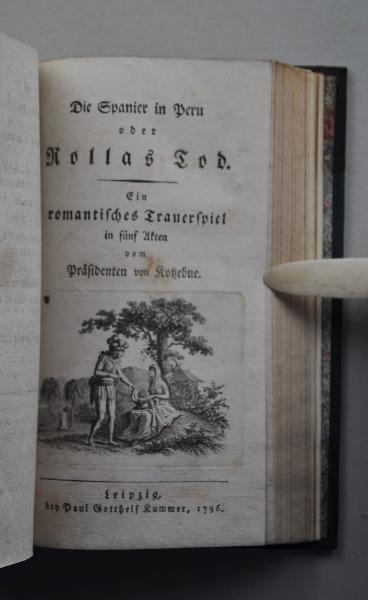 Die Spanier in Peru
oder
Rollas Tod.
Ein
romantisches Trauerspiel
in fünf Akten
vom
Präsidenten von Kotzebue.
Leipzig,
bey Paul Gotthelf Kummer, 1796.